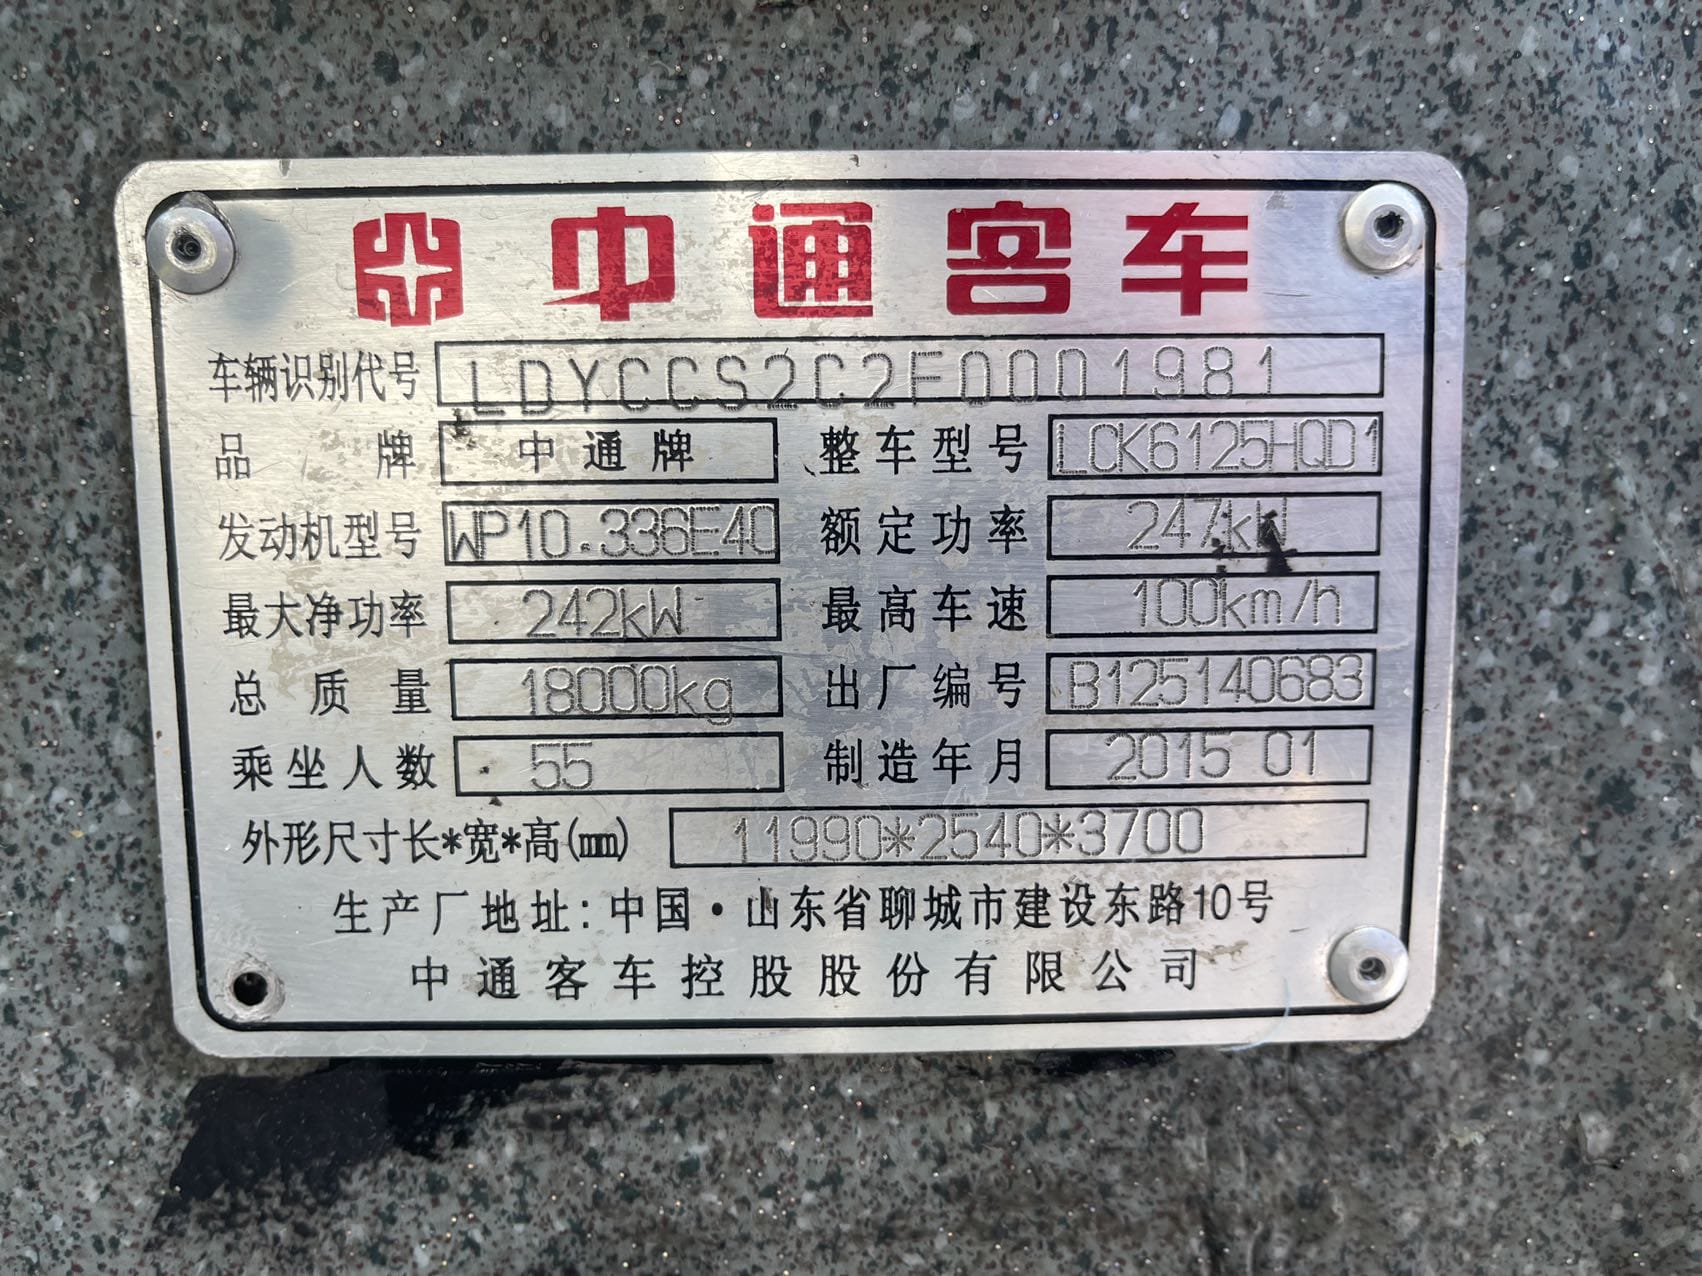 中通客车
车辆识别代号 LDYCCS2C2F0001981
品牌 中通牌 整车型号 LCK6125HQD1
发动机型号 WP10.336E40 额定功率 247kW
最大净功率 242kW 最高车速 100km/h
总质量 18000kg 出厂编号 B125140683
乘坐人数 55 制造年月 2015 01
外形尺寸长*宽*高(mm) 11990*2540*3700
生产厂地址:中国·山东省聊城市建设东路10号
中通客车控股股份有限公司